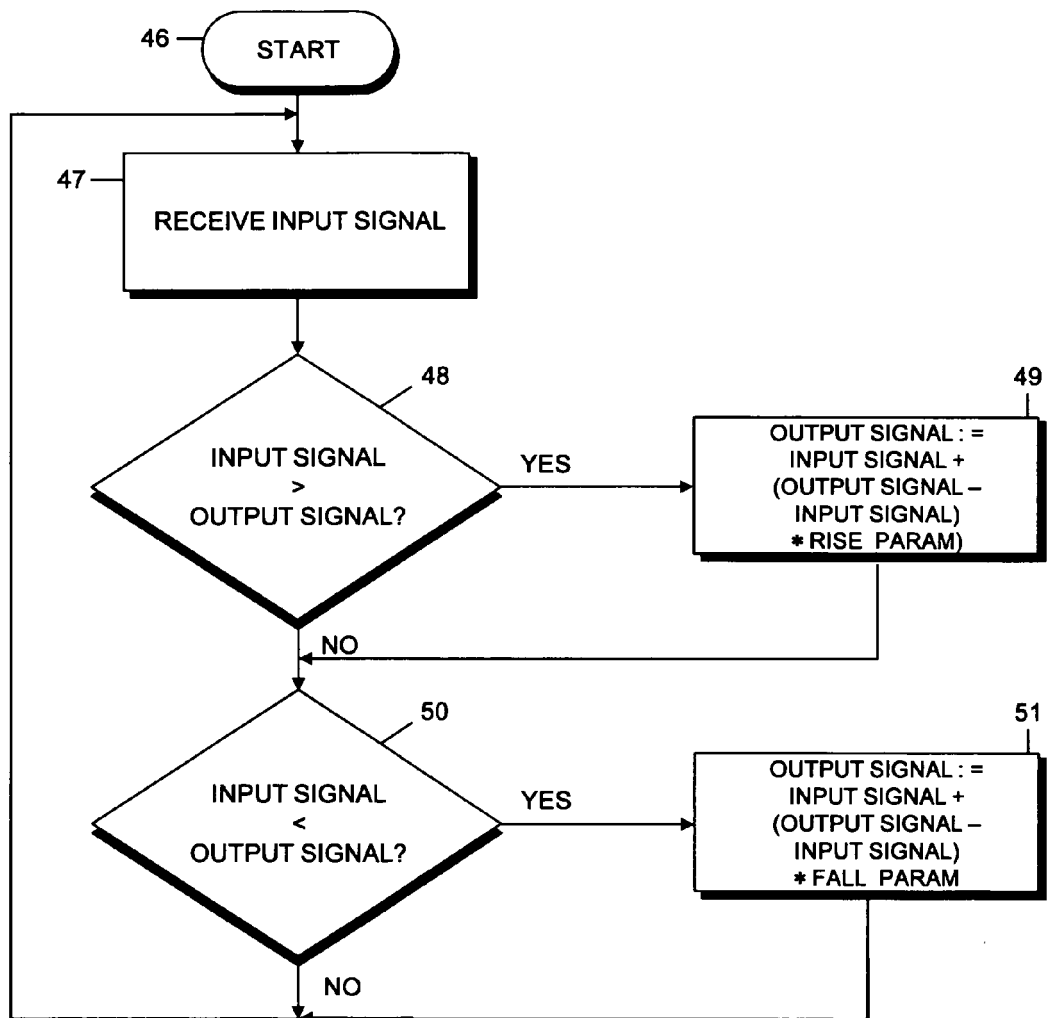 46
START
47
RECEIVE INPUT SIGNAL
48
INPUT SIGNAL
>
OUTPUT SIGNAL?
YES
49
OUTPUT SIGNAL : =
INPUT SIGNAL +
(OUTPUT SIGNAL –
INPUT SIGNAL)
* RISE PARAM)
NO
50
INPUT SIGNAL
<
OUTPUT SIGNAL?
YES
51
OUTPUT SIGNAL : =
INPUT SIGNAL +
(OUTPUT SIGNAL –
INPUT SIGNAL)
* FALL PARAM
NO